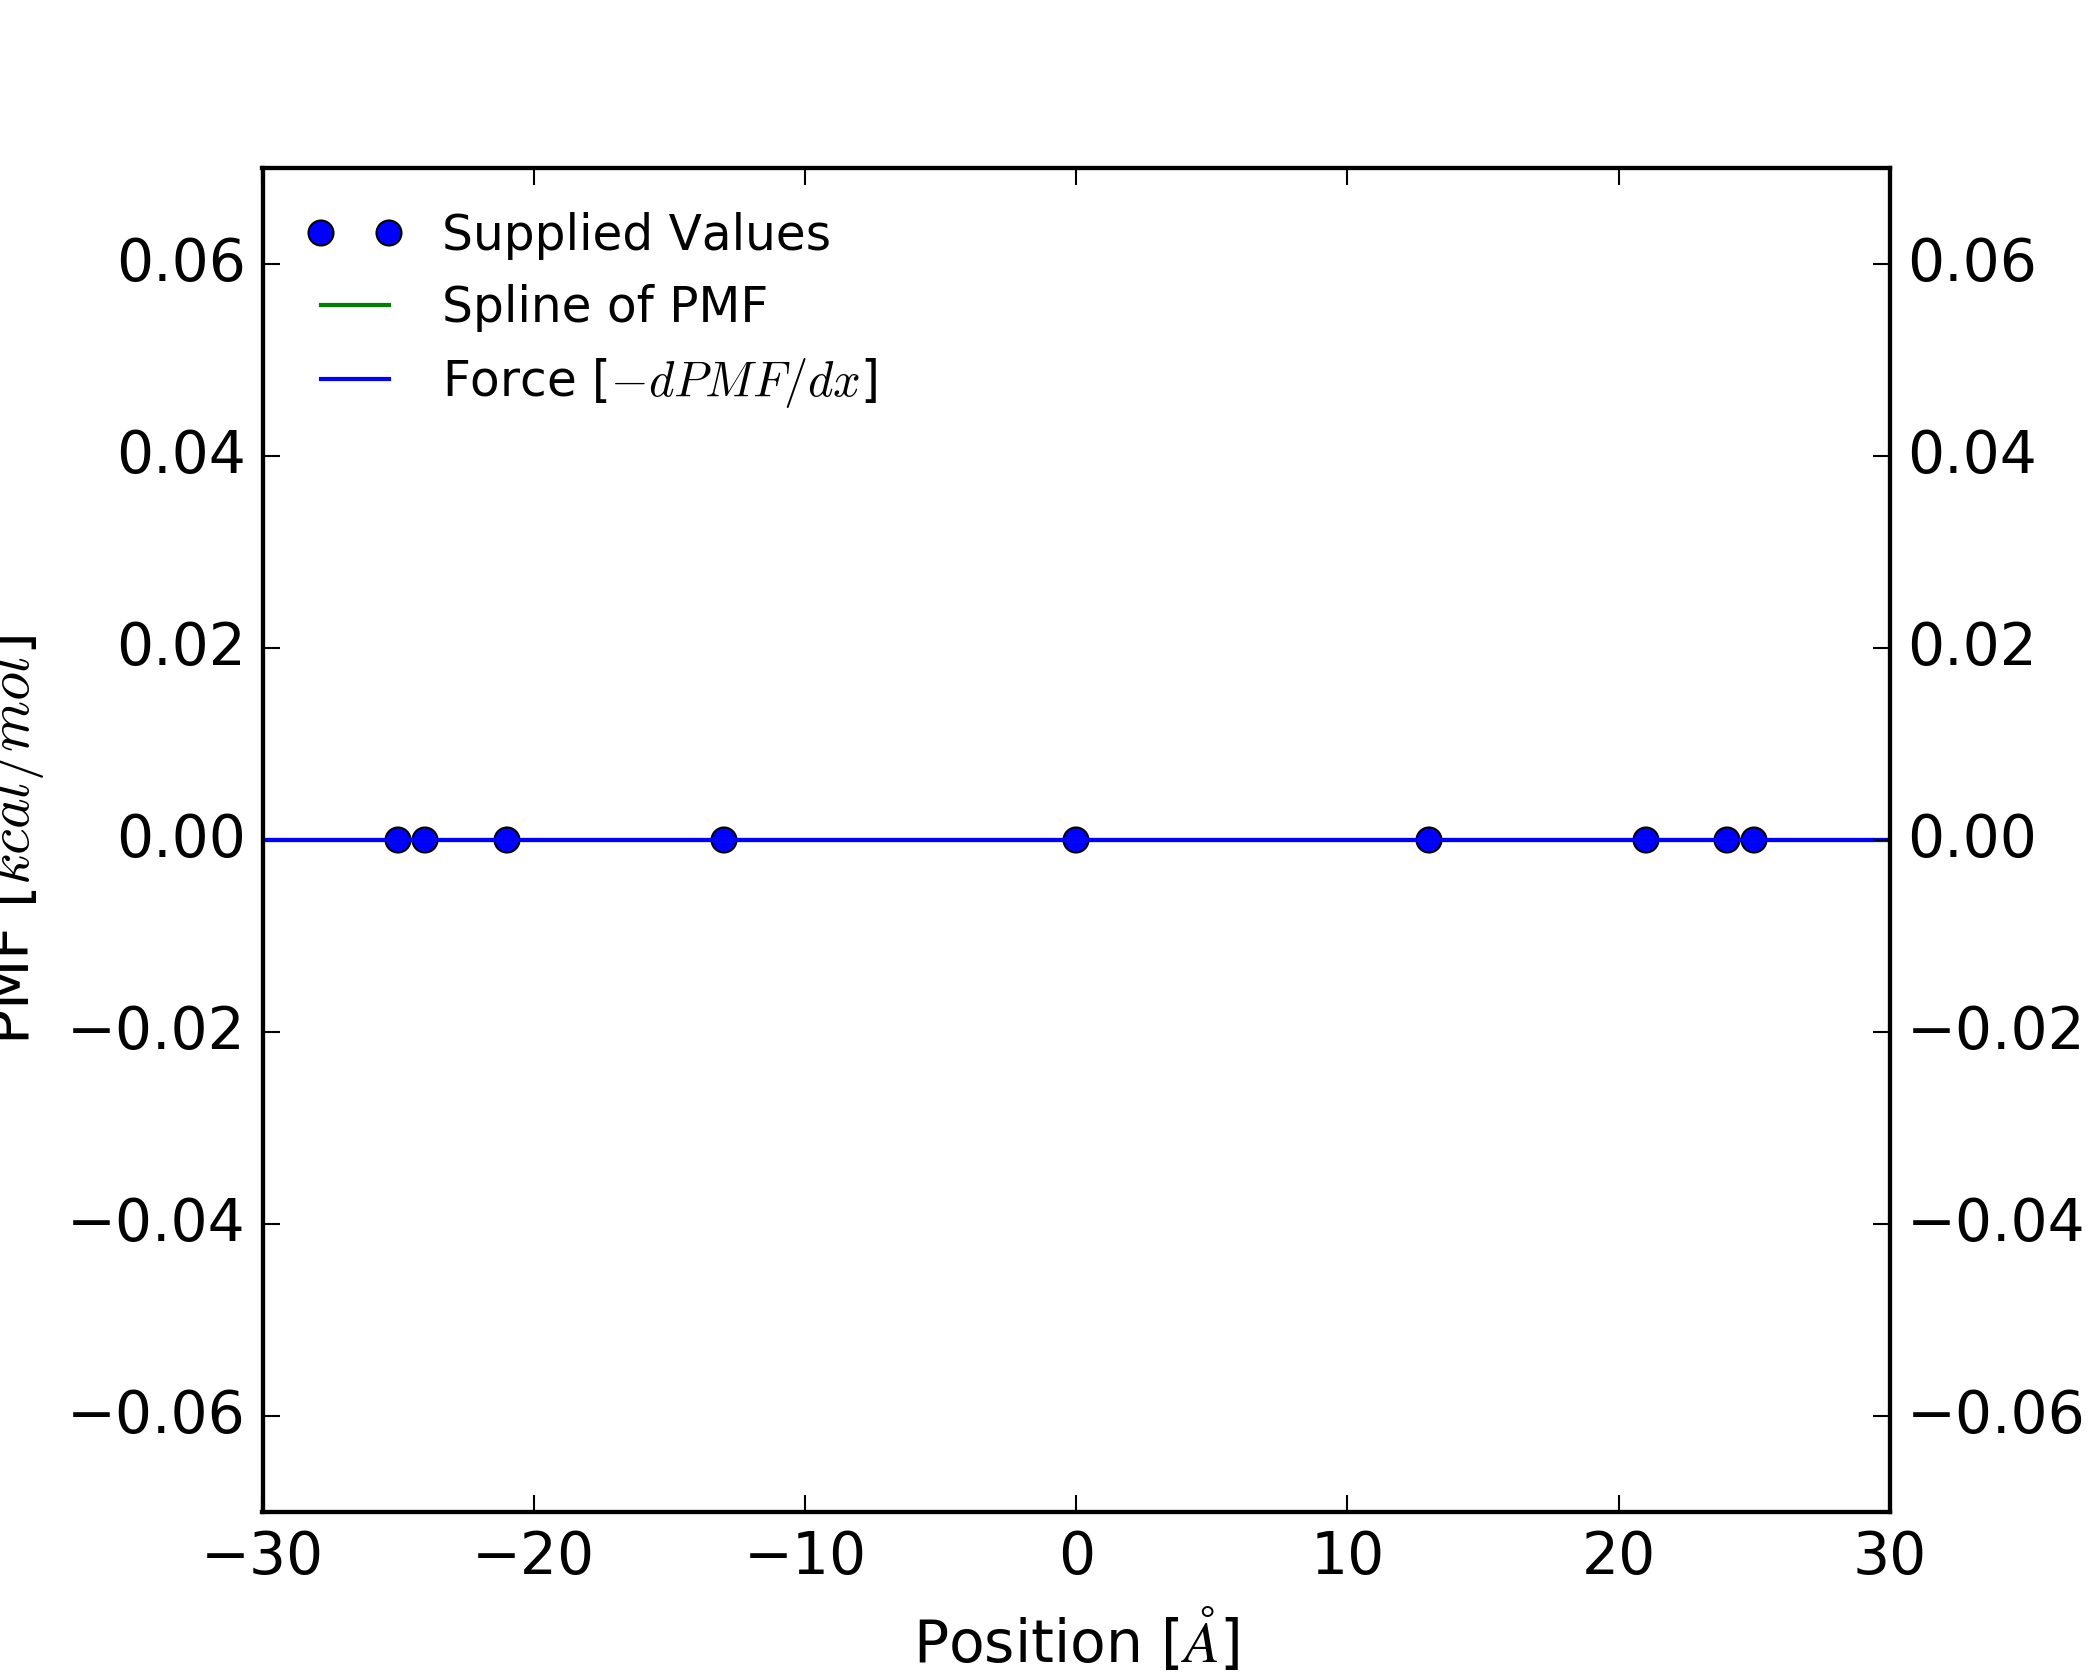 Supplied Values
Spline of PMF
Force [−dPMF/dx]
0.06
0.04
0.02
0.00
−0.02
−0.04
−0.06
0.06
0.04
0.02
0.00
−0.02
−0.04
−0.06
PMF [kcal/mol]
−30 −20 −10 0 10 20 30
Position [Å]